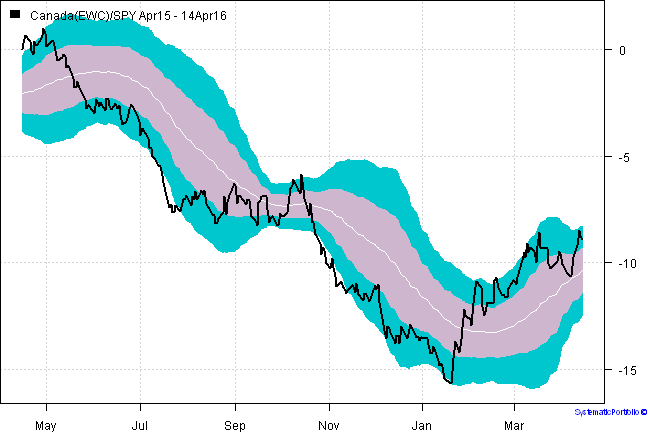 Canada(EWC)/SPY Apr15 - 14Apr16
0
-5
-10
-15
May Jul Sep Nov Jan Mar
SystematicPortfolio ©